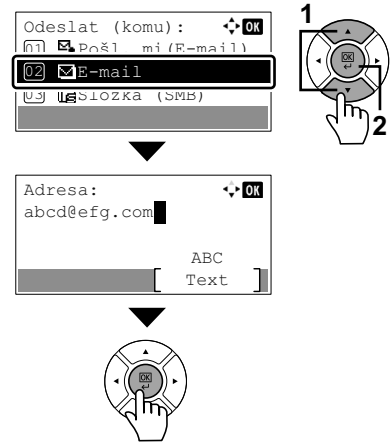 Odeslat (komu): OK
01 Pošl. mi(E-mail)
02 E-mail
03 Složka (SMB)
1
OK
2
Adresa: OK
abcd@efg.com
ABC
[ Text ]
OK